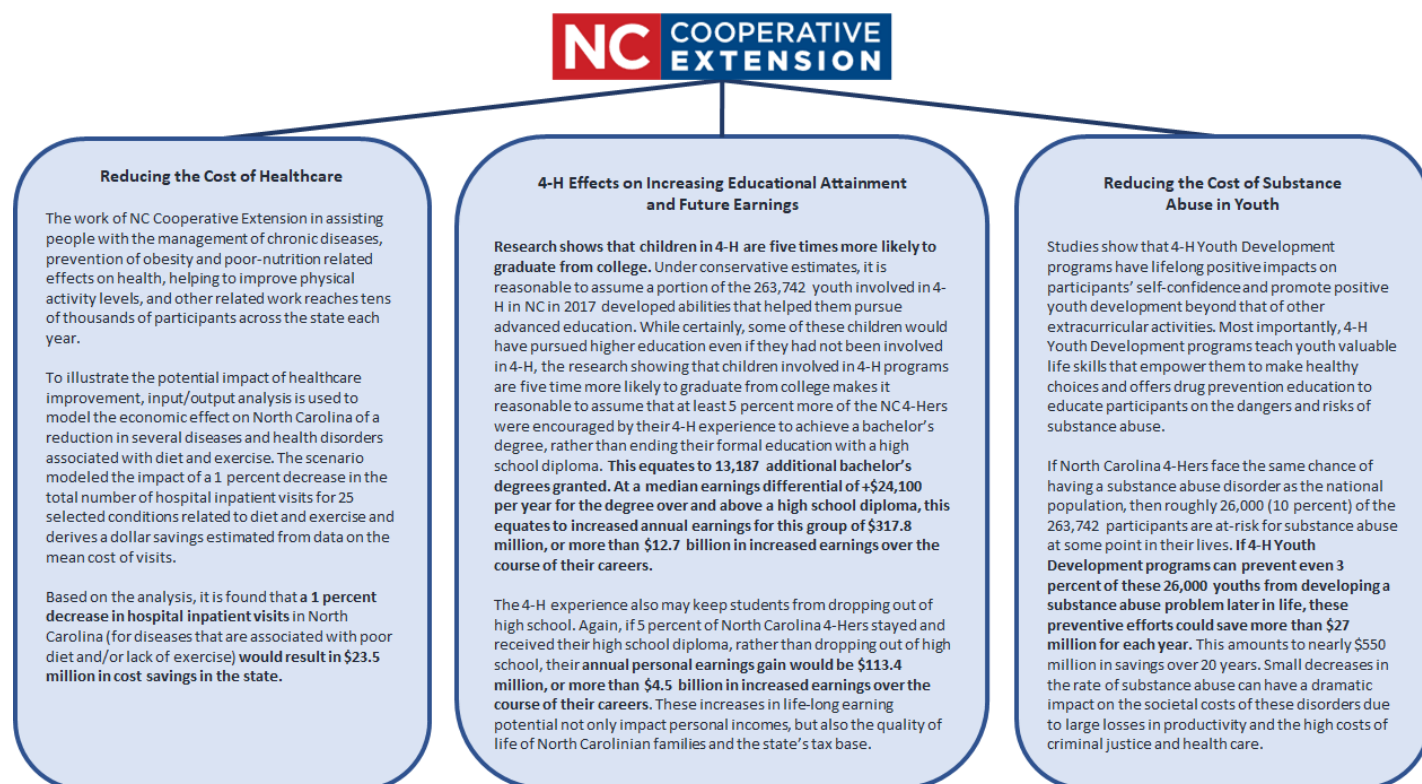 NC COOPERATIVE
EXTENSION
Reducing the Cost of Healthcare
The work of NC Cooperative Extension in assisting
people with the management of chronic diseases,
prevention of obesity and poor-nutrition related
effects on health, helping to improve physical
activity levels, and other related work reaches tens
of thousands of participants across the state each
year.
To illustrate the potential impact of healthcare
improvement, input/output analysis is used to
model the economic effect on North Carolina of a
reduction in several diseases and health disorders
associated with diet and exercise. The scenario
modeled the impact of a 1 percent decrease in the
total number of hospital inpatient visits for 25
selected conditions related to diet and exercise and
derives a dollar savings estimated from data on the
mean cost of visits.
Based on the analysis, it is found that a 1 percent
decrease in hospital inpatient visits in North
Carolina (for diseases that are associated with poor
diet and/or lack of exercise) would result in $23.5
million in cost savings in the state.
4-H Effects on Increasing Educational Attainment
and Future Earnings
Research shows that children in 4-H are five times more likely to
graduate from college. Under conservative estimates, it is
reasonable to assume a portion of the 263,742 youth involved in 4-
H in NC in 2017 developed abilities that helped them pursue
advanced education. While certainly, some of these children would
have pursued higher education even if they had not been involved
in 4-H, the research showing that children involved in 4-H programs
are five time more likely to graduate from college makes it
reasonable to assume that at least 5 percent more of the NC 4-Hers
were encouraged by their 4-H experience to achieve a bachelor's
degree, rather than ending their formal education with a high
school diploma. This equates to 13,187 additional bachelor's
degrees granted. At a median earnings differential of +$24,100
per year for the degree over and above a high school diploma, this
equates to increased annual earnings for this group of $317.8
million, or more than $12.7 billion in increased earnings over the
course of their careers.
The 4-H experience also may keep students from dropping out of
high school. Again, if 5 percent of North Carolina 4-Hers stayed and
received their high school diploma, rather than dropping out of high
school, their annual personal earnings gain would be $113.4
million, or more than $4.5 billion in increased earnings over the
course of their careers. These increases in life-long earning
potential not only impact personal incomes, but also the quality of
life of North Carolinian families and the state's tax base.
Reducing the Cost of Substance
Abuse in Youth
Studies show that 4-H Youth Development
programs have lifelong positive impacts on
participants' self-confidence and promote positive
youth development beyond that of other
extracurricular activities. Most importantly, 4-H
Youth Development programs teach youth valuable
life skills that empower them to make healthy
choices and offers drug prevention education to
educate participants on the dangers and risks of
substance abuse.
If North Carolina 4-Hers face the same chance of
having a substance abuse disorder as the national
population, then roughly 26,000 (10 percent) of the
263,742 participants are at-risk for substance abuse
at some point in their lives. If 4-H Youth
Development programs can prevent even 3
percent of these 26,000 youths from developing a
substance abuse problem later in life, these
preventive efforts could save more than $27
million for each year. This amounts to nearly $550
million in savings over 20 years. Small decreases in
the rate of substance abuse can have a dramatic
impact on the societal costs of these disorders due
to large losses in productivity and the high costs of
criminal justice and health care.